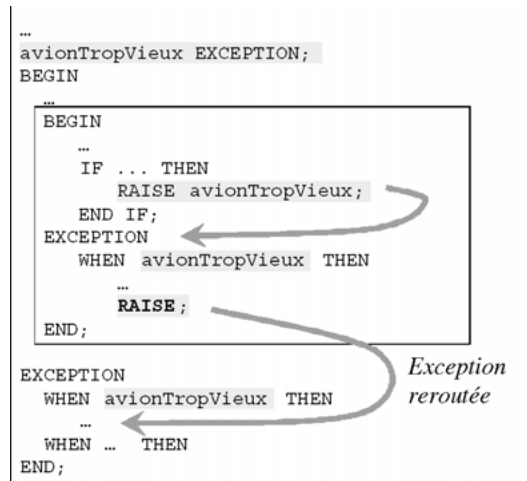 …
avionTropVieux EXCEPTION;
BEGIN
…
BEGIN
…
IF ... THEN
RAISE avionTropVieux;
END IF;
EXCEPTION
WHEN avionTropVieux THEN
…
RAISE;
END;
Exception
reroutée
EXCEPTION
WHEN avionTropVieux THEN
…
WHEN … THEN
END;